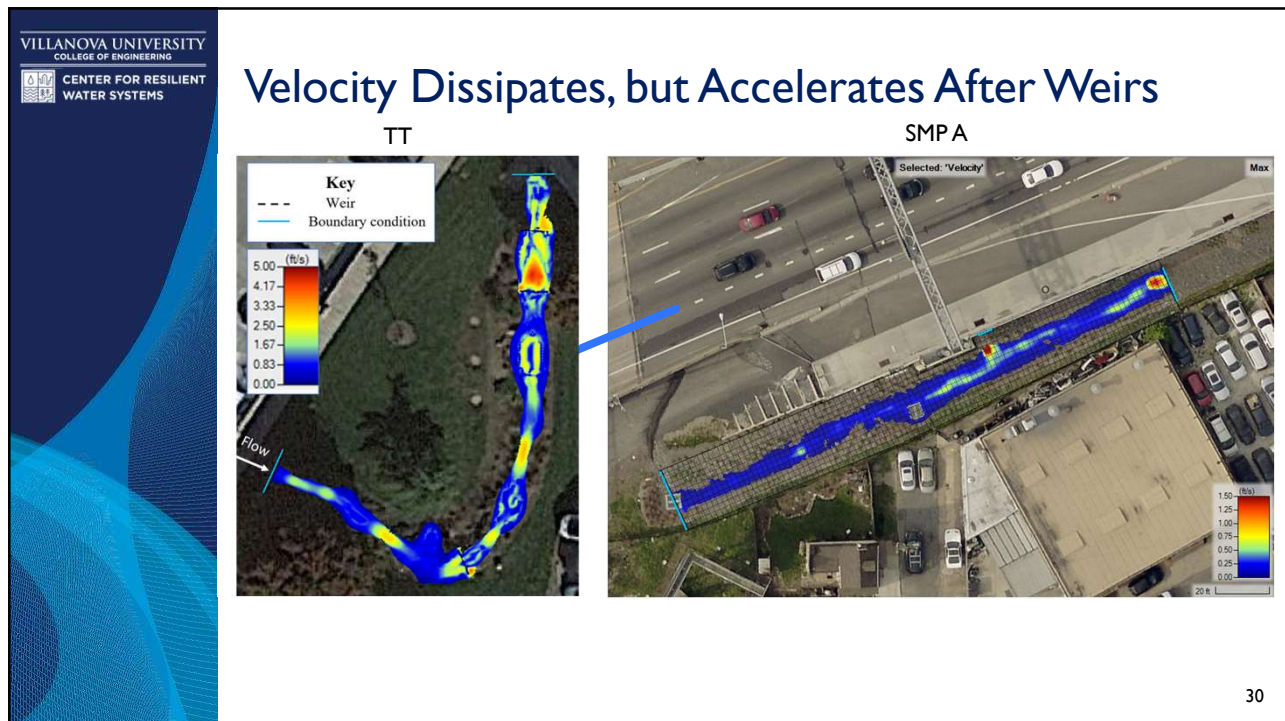 VILLANOVA UNIVERSITY
COLLEGE OF ENGINEERING
CENTER FOR RESILIENT
WATER SYSTEMS
Velocity Dissipates, but Accelerates After Weirs
TT
SMP A
Key
Weir
Boundary condition
(ft/s)
5.00
4.17
3.33
2.50
1.67
0.83
0.00
Flow
Selected: 'Velocity'
Max
(ft/s)
1.50
1.25
1.00
0.75
0.50
0.25
0.00
20 ft
30